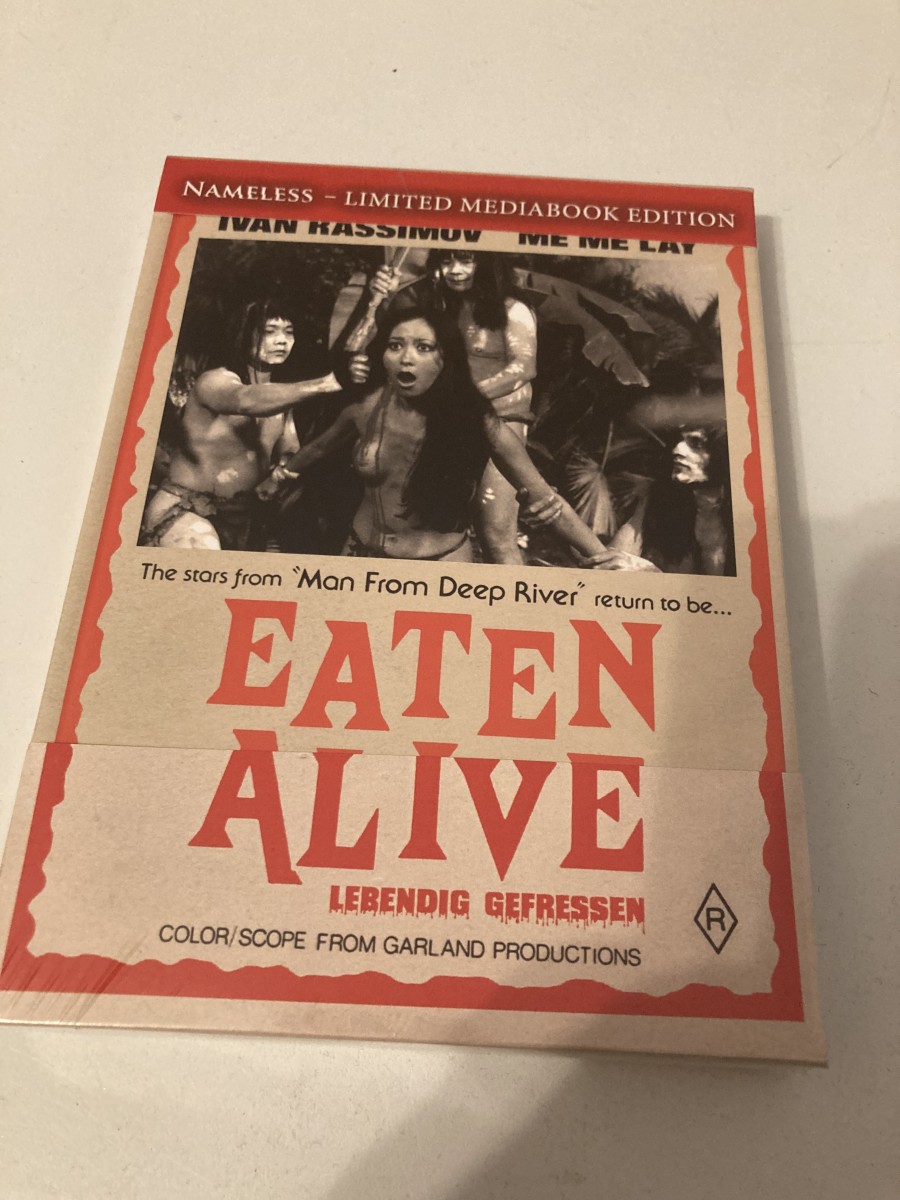 NAMELESS – LIMITED MEDIABOOK EDITION
IVAN RASSIMOV ME ME LAY
The stars from "Man From Deep River" return to be...
EATEN
ALIVE
LEBENDIG GEFRESSEN
R
COLOR/SCOPE FROM GARLAND PRODUCTIONS